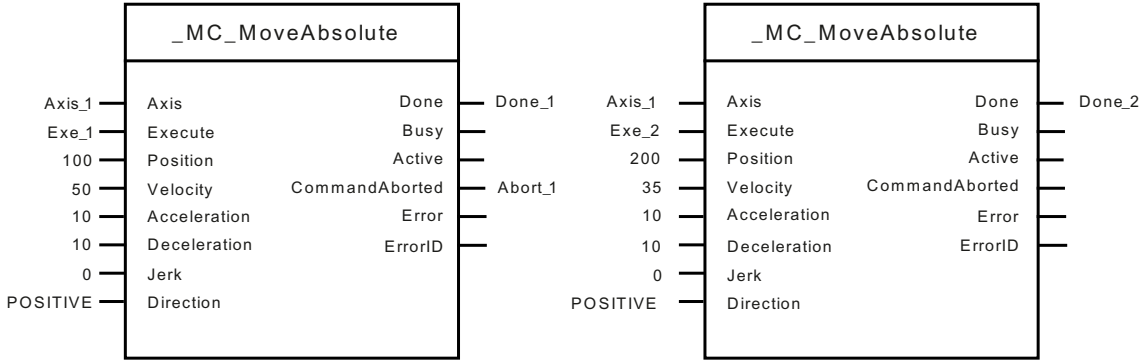 _MC_MoveAbsolute
Axis_1 Axis Done Done_1
Exe_1 Execute Busy
100 Position Active
50 Velocity CommandAborted Abort_1
10 Acceleration Error
10 Deceleration ErrorID
0 Jerk
POSITIVE Direction
_MC_MoveAbsolute
Axis_1 Axis Done Done_2
Exe_2 Execute Busy
200 Position Active
35 Velocity CommandAborted
10 Acceleration Error
10 Deceleration ErrorID
0 Jerk
POSITIVE Direction